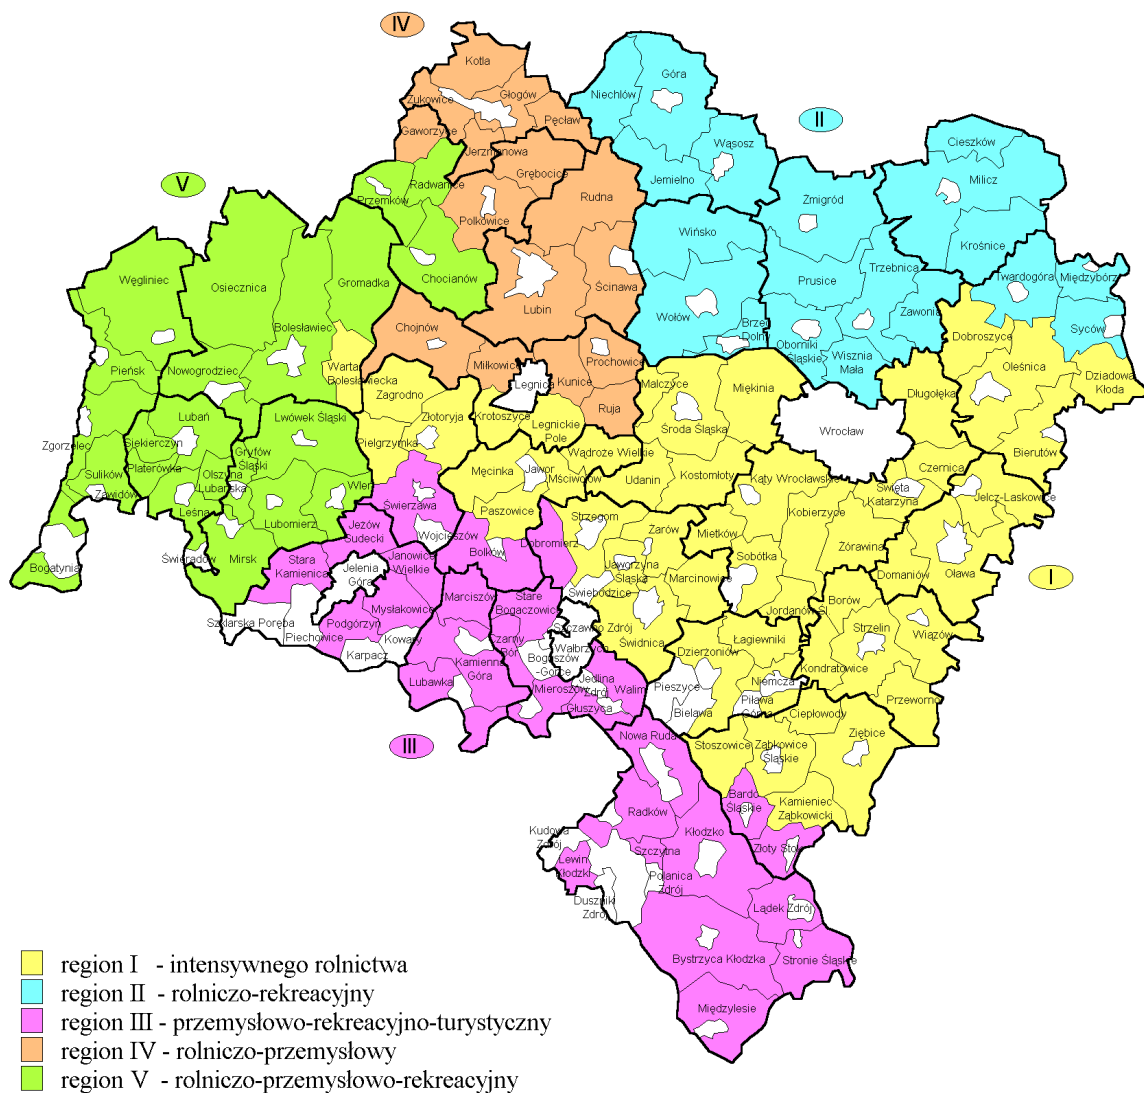 IV
Kotla
Głogów
Żukowice
Pęcław
Gaworzyce
Jerzmanowa
Grębocice
Radwanice
Przemków
Polkowice
Rudna
Chocianów
Ścinawa
Lubin
Chojnów
Miłkowice
Legnica
Kunice
Prochowice
Ruja
II
Niechlów
Góra
Wąsosz
Jemielno
Cieszków
Milicz
Żmigród
Krośnice
Wińsko
Prusice
Trzebnica
Twardogóra
Międzybórz
Wołów
Brzeg
Dolny
Oborniki
Śląskie
Wisznia
Mała
Zawonia
Syców
V
Węgliniec
Osiecznica
Gromadka
Bolesławiec
Pieńsk
Nowogrodziec
Warta
Bolesławiecka
Zgorzelec
Lubań
Siekierczyn
Platerówka
Sulików
Zawidów
Olszyna
Lubańska
Leśna
Lwówek Śląski
Gryfów
Śląski
Wleń
Lubomierz
Mirsk
Świeradów
Bogatynia
Zagrodno
Złotoryja
Pielgrzymka
Krotoszyce
Legnickie
Pole
Wądroże Wielkie
Męcinka
Jawor
Mściwojów
Paszowice
Malczyce
Miękinia
Środa Śląska
Udanin
Kostomłoty
Wrocław
Długołęka
Dobroszyce
Oleśnica
Dziadowa
Kłoda
Bierutów
Czernica
Kąty Wrocławskie
Święta
Katarzyna
Jelcz-Laskowice
Kobierzyce
Mietków
Żórawina
Sobótka
Domaniów
Oława
I
Strzegom
Żarów
Jaworzyna
Śląska
Marcinowice
Świebodzice
Świdnica
Jordanów Śl
Borów
Strzelin
Wiązów
Kondratowice
Przeworno
Łagiewniki
Dzierżoniów
Niemcza
Pieszyce
Bielawa
Piława
Górna
Ciepłowody
Ziębice
Stoszowice
Ząbkowice
Śląskie
Kamieniec
Ząbkowicki
Świerzawa
Wojcieszów
Bolków
Dobromierz
Jeżów
Sudecki
Stara
Kamienica
Jelenia
Góra
Janowice
Wielkie
Mysłakowice
Podgórzyn
Szklarska Poręba
Piechowice
Karpacz
Kowary
Marciszów
Stare
Bogaczowice
Szczawno Zdrój
Wałbrzych
Czarny
Bór
Boguszów
-Gorce
Kamienna
Góra
Lubawka
Jedlina
Zdrój
Walim
Mieroszów
Głuszyca
III
Nowa Ruda
Radków
Kłodzko
Bardo
Śląskie
Złoty Stok
Kudowa
Zdrój
Lewin
Kłodzki
Szczytna
Polanica
Zdrój
Duszniki
Zdrój
Lądek Zdrój
Bystrzyca Kłodzka
Stronie Śląskie
Międzylesie
region I - intensywnego rolnictwa
region II - rolniczo-rekreacyjny
region III - przemysłowo-rekreacyjno-turystyczny
region IV - rolniczo-przemysłowy
region V - rolniczo-przemysłowo-rekreacyjny